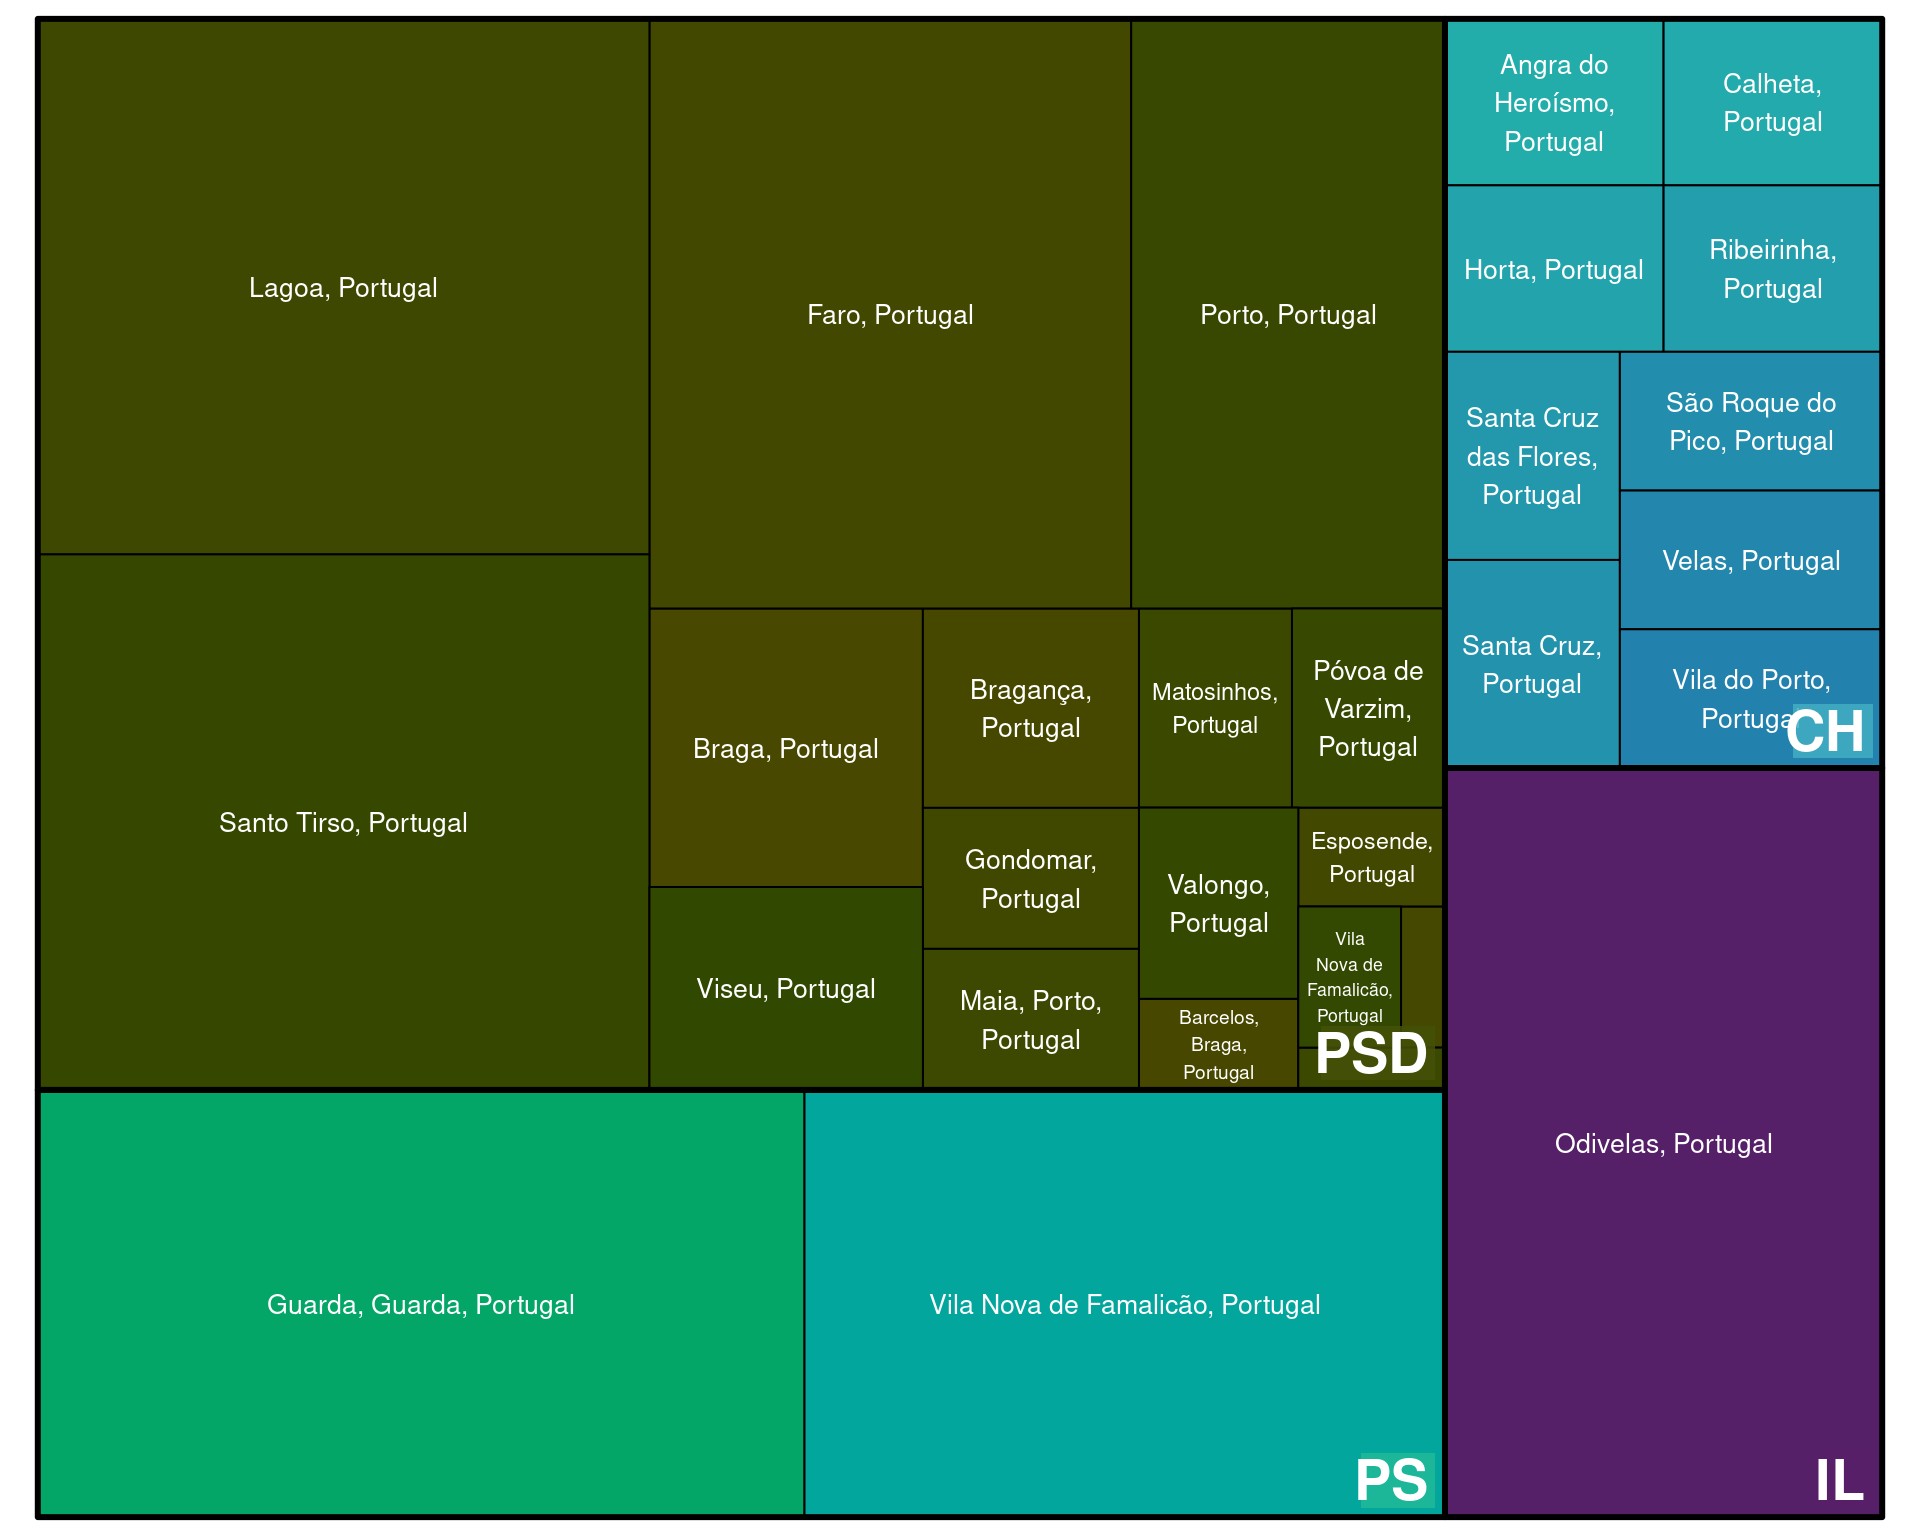 Lagoa, Portugal
Faro, Portugal
Porto, Portugal
Santo Tirso, Portugal
Braga, Portugal
Bragança,
Portugal
Matosinhos,
Portugal
Póvoa de
Varzim,
Portugal
Gondomar,
Portugal
Valongo,
Portugal
Esposende,
Portugal
Viseu, Portugal
Maia, Porto,
Portugal
Vila
Nova de
Famalicão,
Portugal
Barcelos,
Braga,
Portugal
PSD
Guarda, Guarda, Portugal
Vila Nova de Famalicão, Portugal
PS
Angra do
Heroísmo,
Portugal
Calheta,
Portugal
Horta, Portugal
Ribeirinha,
Portugal
Santa Cruz
das Flores,
Portugal
São Roque do
Pico, Portugal
Velas, Portugal
Santa Cruz,
Portugal
Vila do Porto,
Portugal
CH
Odivelas, Portugal
IL